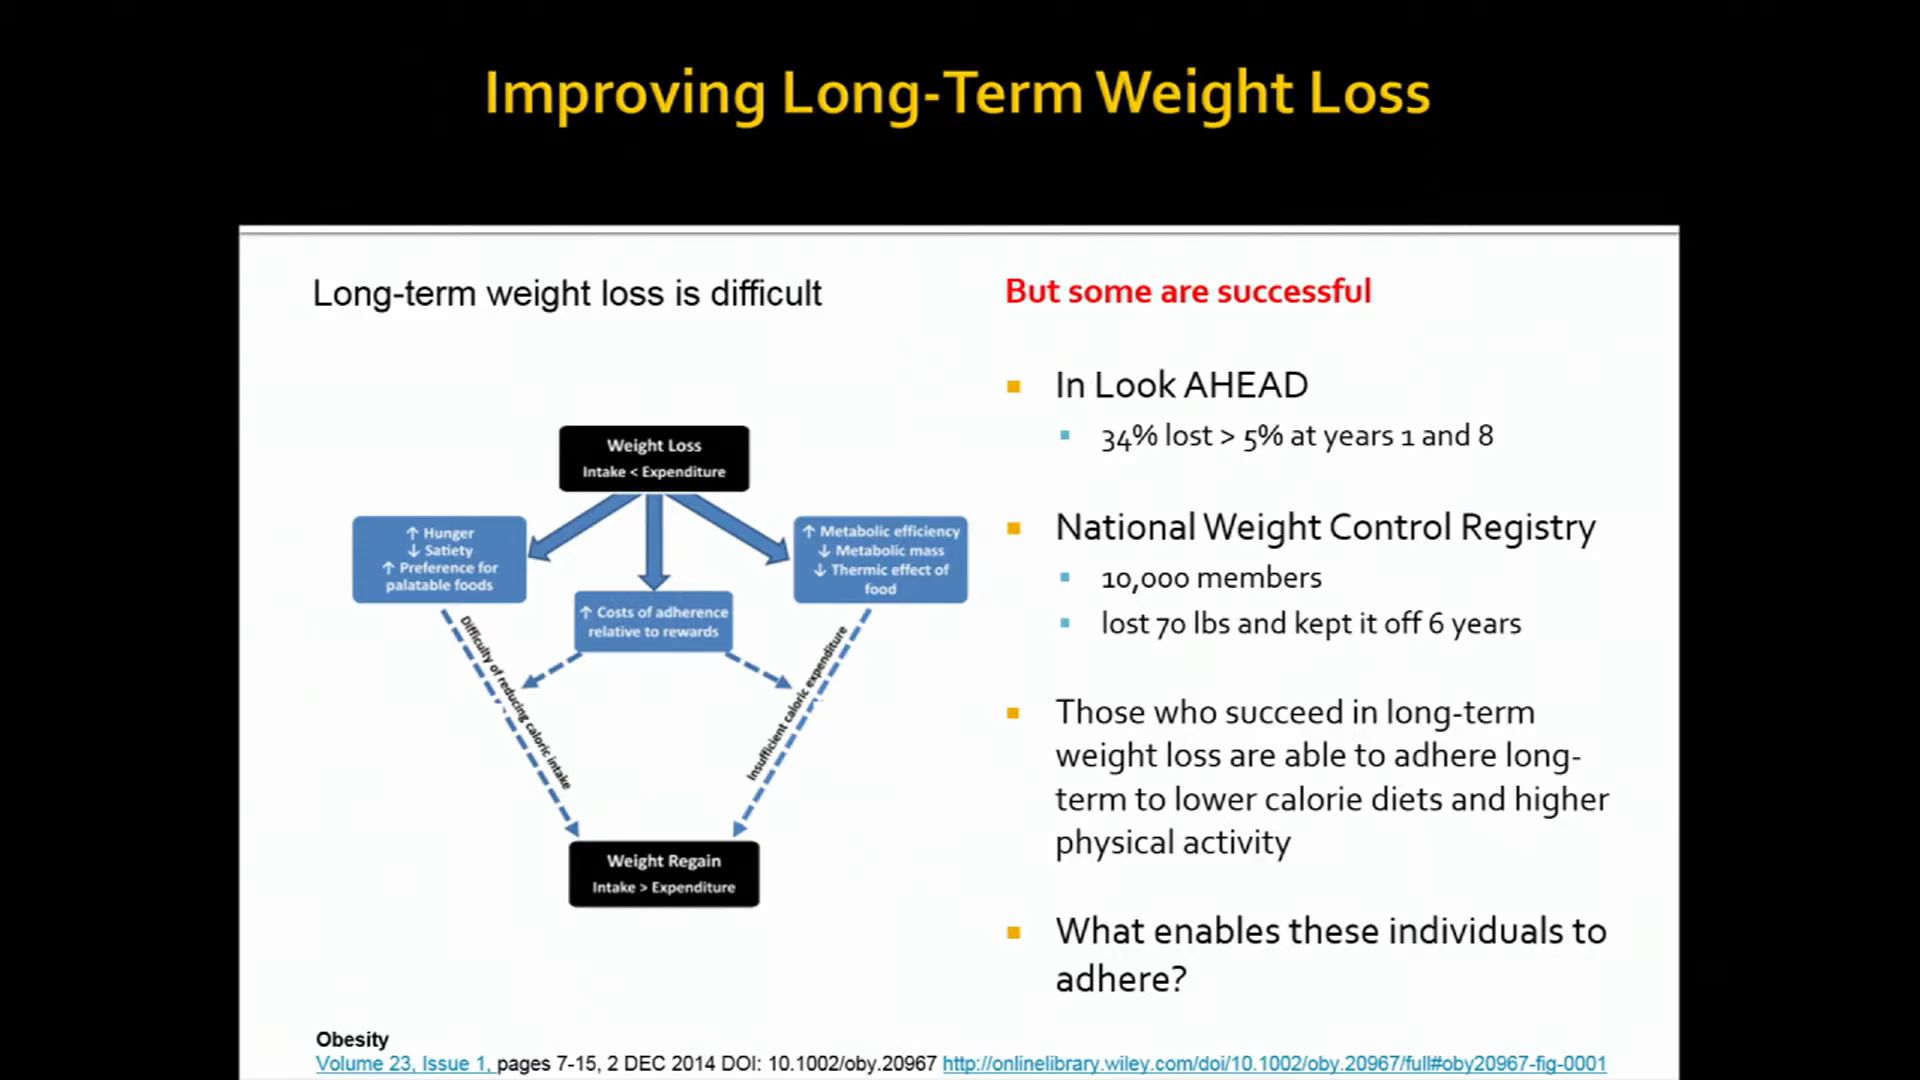 Improving Long-Term Weight Loss
Long-term weight loss is difficult
Weight Loss
Intake < Expenditure
↑ Hunger
↓ Satiety
↑ Preference for
palatable foods
↑ Costs of adherence
relative to rewards
↑ Metabolic efficiency
↓ Metabolic mass
↓ Thermic effect of
food
Difficulty of reducing caloric intake
Insufficient caloric expenditure
Weight Regain
Intake > Expenditure
But some are successful
In Look AHEAD
34% lost > 5% at years 1 and 8
National Weight Control Registry
10,000 members
lost 70 lbs and kept it off 6 years
Those who succeed in long-term
weight loss are able to adhere long-
term to lower calorie diets and higher
physical activity
What enables these individuals to
adhere?
Obesity
Volume 23, Issue 1, pages 7-15, 2 DEC 2014 DOI: 10.1002/oby.20967 http://onlinelibrary.wiley.com/doi/10.1002/oby.20967/full#oby20967-fig-0001